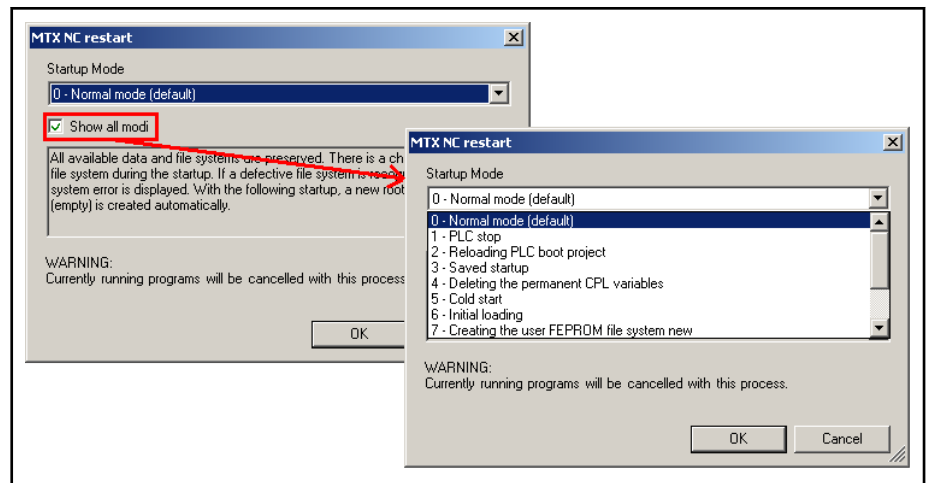 MTX NC restart
Startup Mode
0 - Normal mode (default)
Show all modi
All available data and file systems are preserved. There is a ch
file system during the startup. If a defective file system is
system error is displayed. With the following startup, a new root
(empty) is created automatically.
WARNING:
Currently running programs will be cancelled with this process
OK
MTX NC restart
Startup Mode
0 - Normal mode (default)
0 - Normal mode (default)
1 - PLC stop
2 - Reloading PLC boot project
3 - Saved startup
4 - Deleting the permanent CPL variables
5 - Cold start
6 - Initial loading
7 - Creating the user FEPROM file system new
WARNING:
Currently running programs will be cancelled with this process.
OK
Cancel